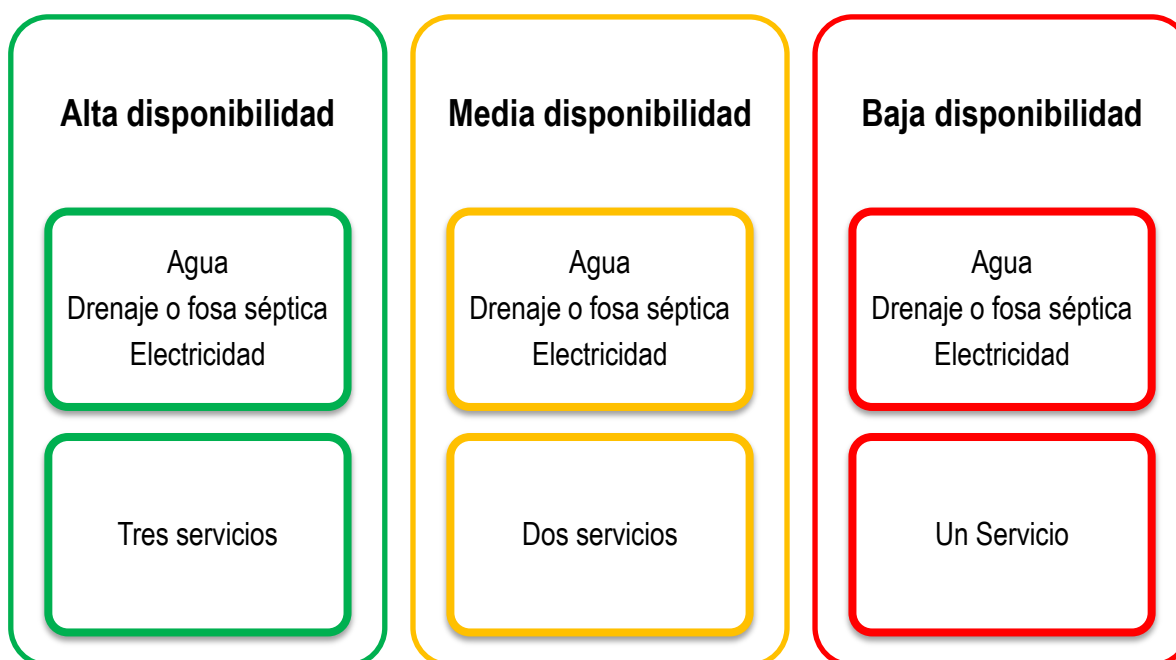 Alta disponibilidad
Agua
Drenaje o fosa séptica
Electricidad
Tres servicios
Media disponibilidad
Agua
Drenaje o fosa séptica
Electricidad
Dos servicios
Baja disponibilidad
Agua
Drenaje o fosa séptica
Electricidad
Un Servicio